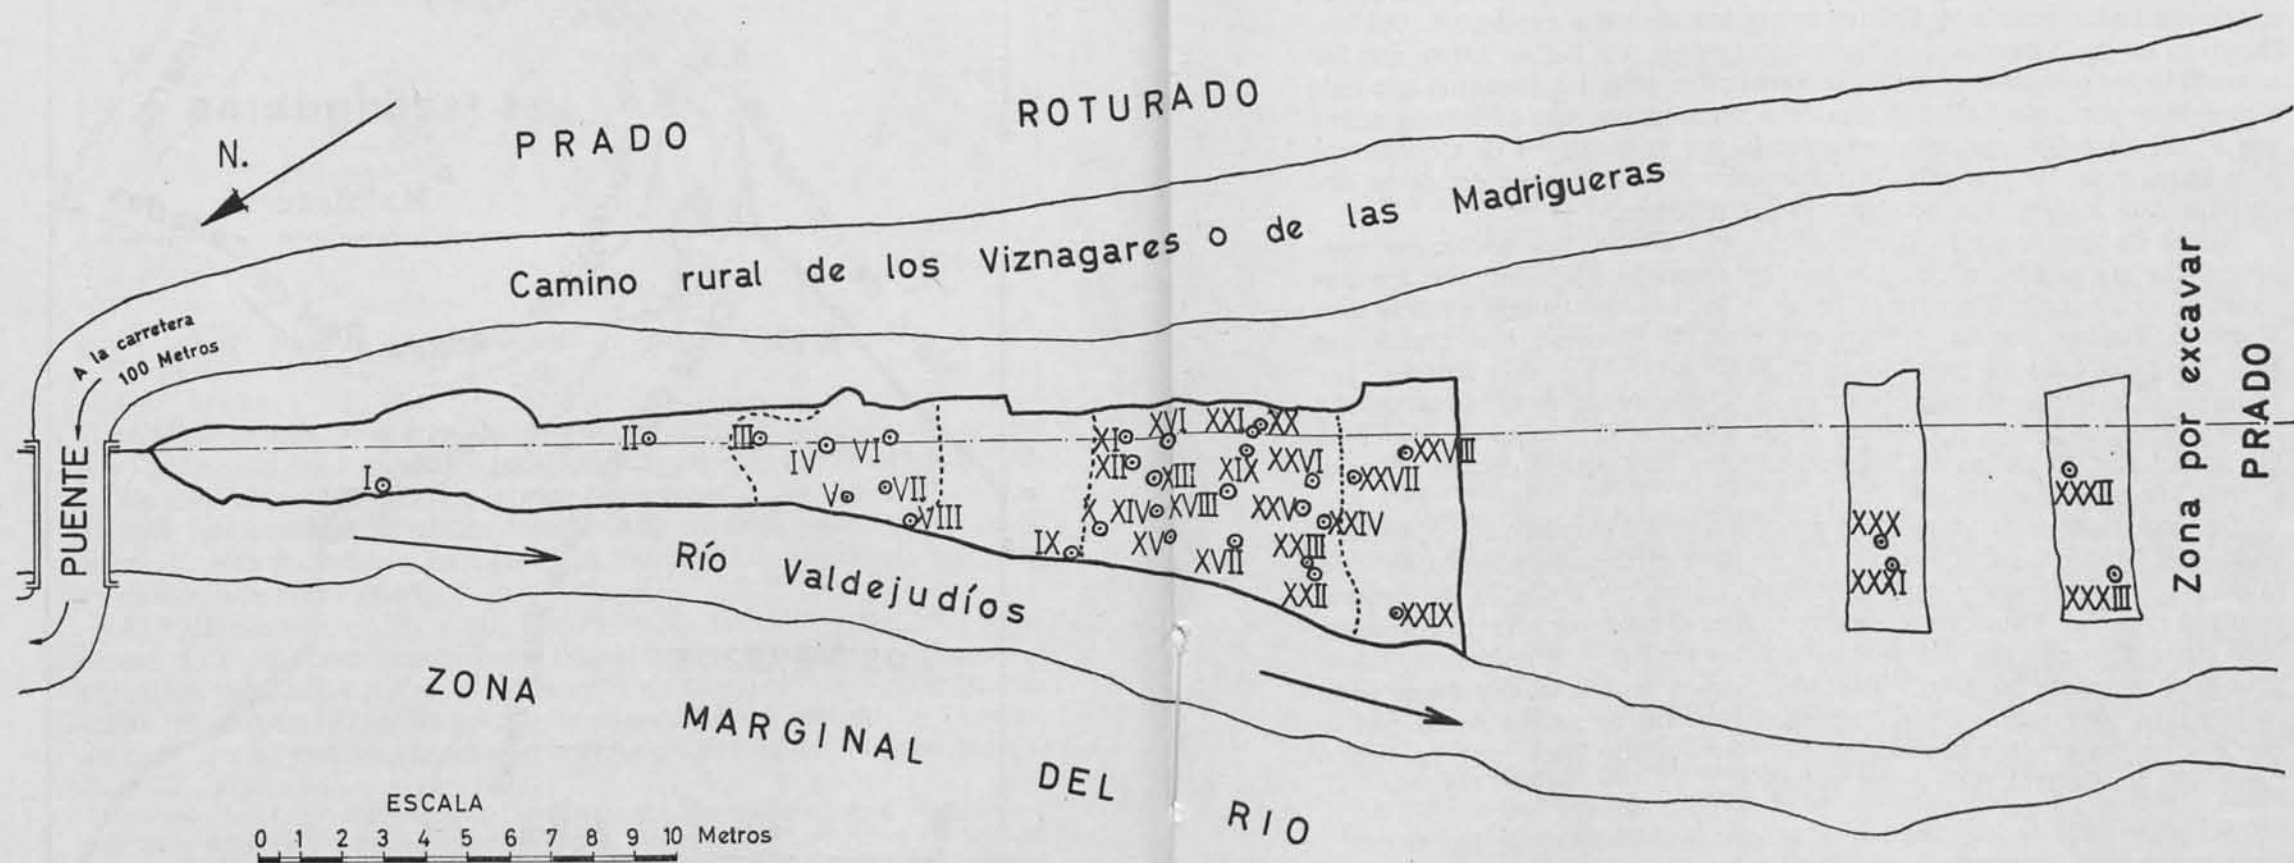 PRADO ROTURADO
N.
Camino rural de los Viznagares o de las Madrigueras
A la carretera
100 Metros
PUENTE
I
II
III
IV
V
VI
VII
VIII
IX
X
XI
XII
XIII
XIV
XV
XVI
XVII
XVIII
XIX
XX
XXI
XXII
XXIII
XXIV
XXV
XXVI
XXVII
XXVIII
XXIX
XXX
XXXI
XXXII
XXXIII
Zona por excavar
PRADO
Río Valdejudíos
ZONA MARGINAL DEL RIO
ESCALA
0 1 2 3 4 5 6 7 8 9 10 Metros